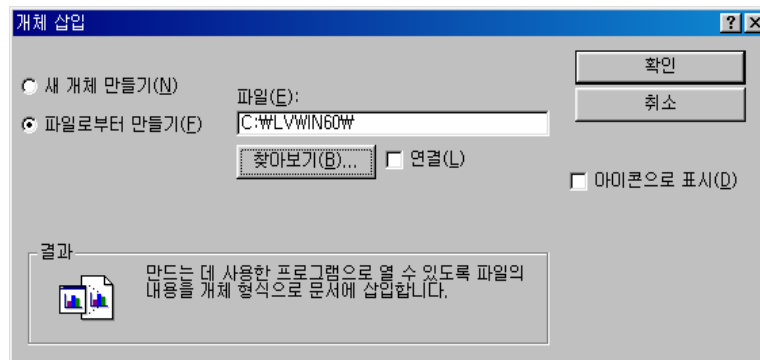 개체 삽입
새 개체 만들기(N)
파일로부터 만들기(F)
파일(E):
C:₩LVWIN60₩
찾아보기(B)...
연결(L)
확인
취소
아이콘으로 표시(D)
결과
만드는 데 사용한 프로그램으로 열 수 있도록 파일의
내용을 개체 형식으로 문서에 삽입합니다.